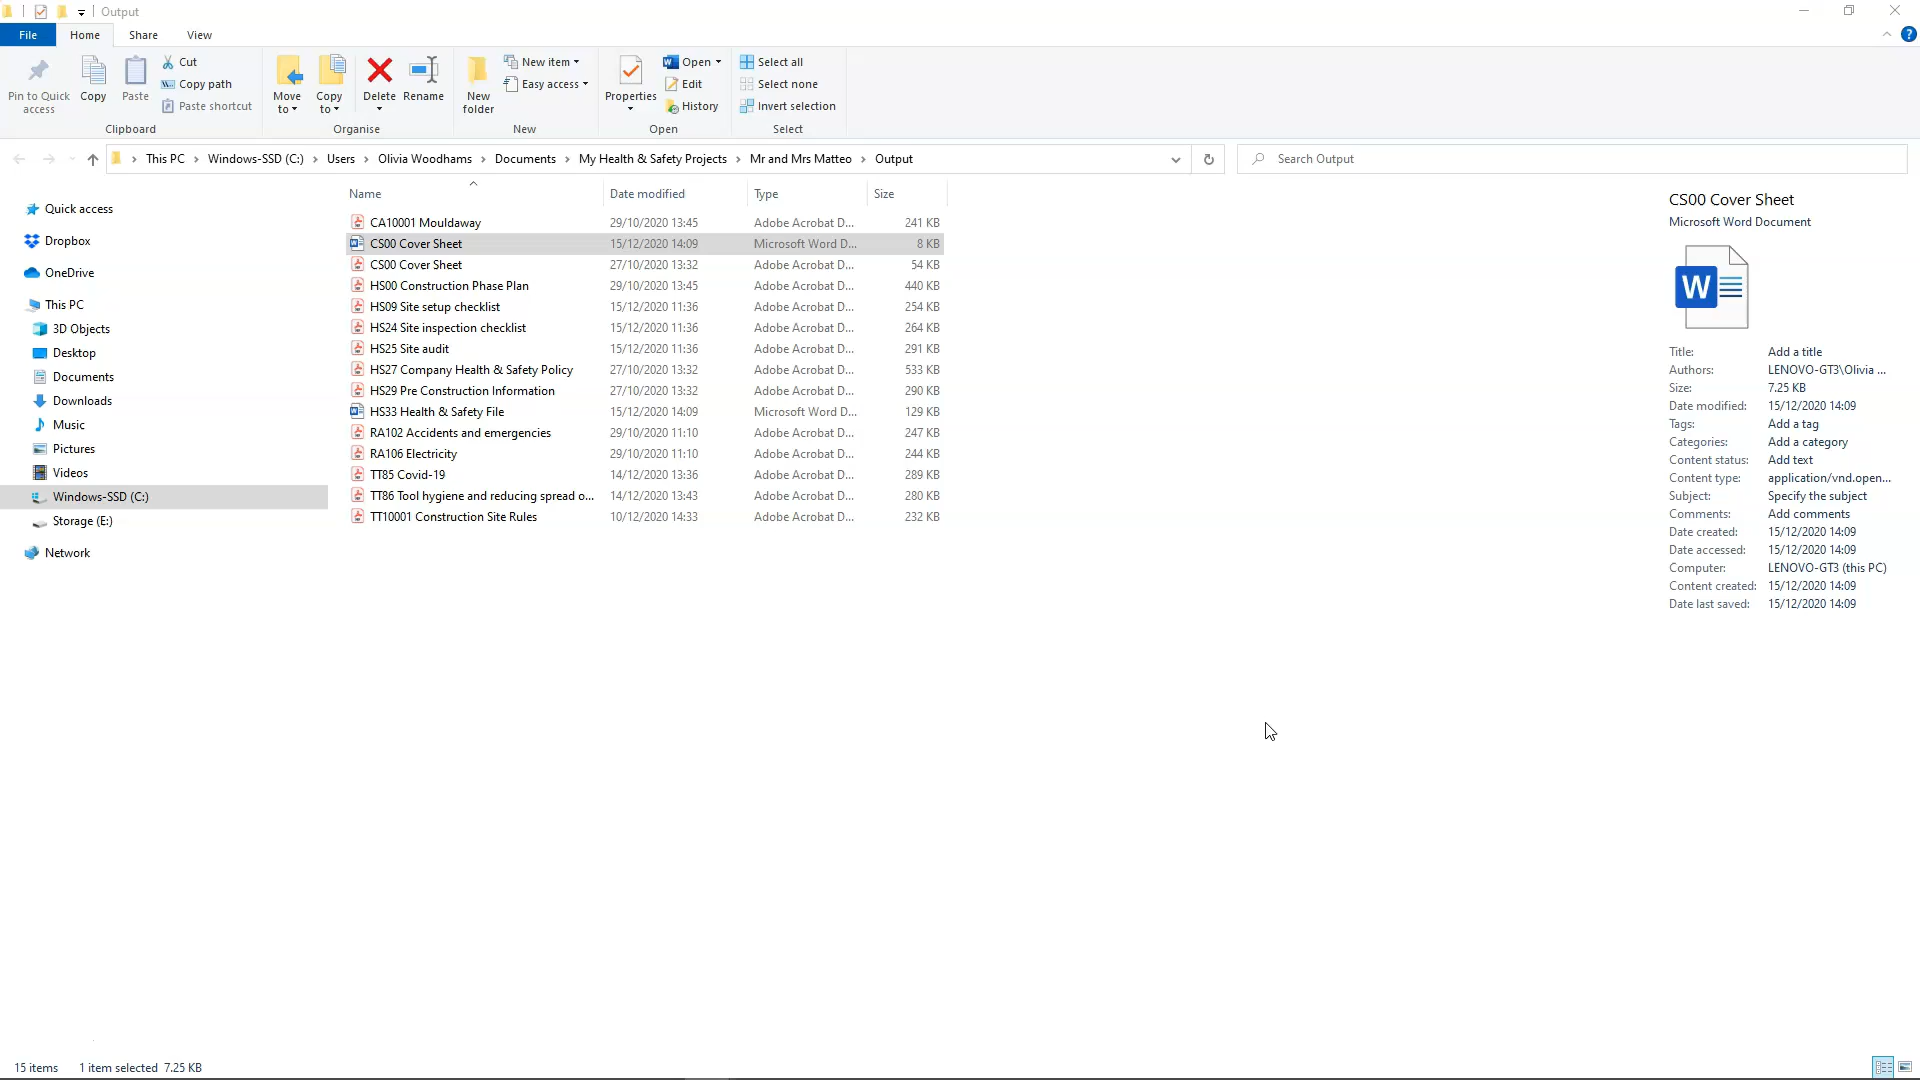 Output
File Home Share View
Pin to Quick access
Copy
Paste
Cut
Copy path
Paste shortcut
Clipboard
Move to
Copy to
Delete
Rename
Organise
New folder
New item
Easy access
New
Properties
Open
Edit
History
Open
Select all
Select none
Invert selection
Select
This PC Windows-SSD (C:) Users Olivia Woodhams Documents My Health & Safety Projects Mr and Mrs Matteo Output
Search Output
Quick access
Dropbox
OneDrive
This PC
3D Objects
Desktop
Documents
Downloads
Music
Pictures
Videos
Windows-SSD (C:)
Storage (E:)
Network
Name Date modified Type Size
CA10001 Mouldaway 29/10/2020 13:45 Adobe Acrobat D... 241 KB
CS00 Cover Sheet 15/12/2020 14:09 Microsoft Word D... 8 KB
CS00 Cover Sheet 27/10/2020 13:32 Adobe Acrobat D... 54 KB
HS00 Construction Phase Plan 29/10/2020 13:45 Adobe Acrobat D... 440 KB
HS09 Site setup checklist 15/12/2020 11:36 Adobe Acrobat D... 254 KB
HS24 Site inspection checklist 15/12/2020 11:36 Adobe Acrobat D... 264 KB
HS25 Site audit 15/12/2020 11:36 Adobe Acrobat D... 291 KB
HS27 Company Health & Safety Policy 27/10/2020 13:32 Adobe Acrobat D... 533 KB
HS29 Pre Construction Information 27/10/2020 13:32 Adobe Acrobat D... 290 KB
HS33 Health & Safety File 15/12/2020 14:09 Microsoft Word D... 129 KB
RA102 Accidents and emergencies 29/10/2020 11:10 Adobe Acrobat D... 247 KB
RA106 Electricity 29/10/2020 11:10 Adobe Acrobat D... 244 KB
TT85 Covid-19 14/12/2020 13:36 Adobe Acrobat D... 289 KB
TT86 Tool hygiene and reducing spread o... 14/12/2020 13:43 Adobe Acrobat D... 280 KB
TT10001 Construction Site Rules 10/12/2020 14:33 Adobe Acrobat D... 232 KB
CS00 Cover Sheet
Microsoft Word Document
W
Title: Add a title
Authors: LENOVO-GT3\Olivia ...
Size: 7.25 KB
Date modified: 15/12/2020 14:09
Tags: Add a tag
Categories: Add a category
Content status: Add text
Content type: application/vnd.open...
Subject: Specify the subject
Comments: Add comments
Date created: 15/12/2020 14:09
Date accessed: 15/12/2020 14:09
Computer: LENOVO-GT3 (this PC)
Content created: 15/12/2020 14:09
Date last saved: 15/12/2020 14:09
15 items 1 item selected 7.25 KB